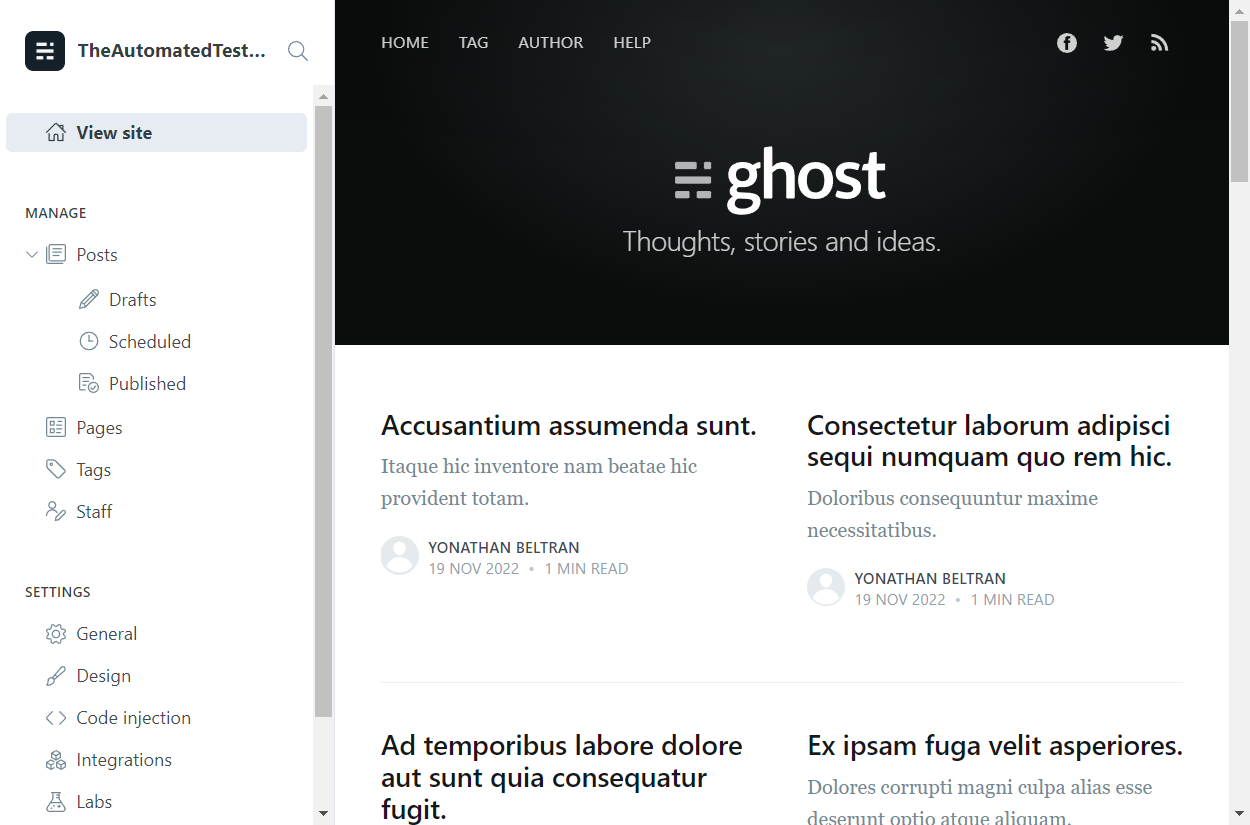 TheAutomatedTest...
View site
MANAGE
Posts
Drafts
Scheduled
Published
Pages
Tags
Staff
SETTINGS
General
Design
Code injection
Integrations
Labs
HOME TAG AUTHOR HELP
ghost
Thoughts, stories and ideas.
Accusantium assumenda sunt.
Itaque hic inventore nam beatae hic
provident totam.
YONATHAN BELTRAN
19 NOV 2022 • 1 MIN READ
Consectetur laborum adipisci
sequi numquam quo rem hic.
Doloribus consequuntur maxime
necessitatibus.
YONATHAN BELTRAN
19 NOV 2022 • 1 MIN READ
Ad temporibus labore dolore
aut sunt quia consequatur
fugit.
Ex ipsam fuga velit asperiores.
Dolores corrupti magni culpa alias esse
deserunt optio atque aliquam.